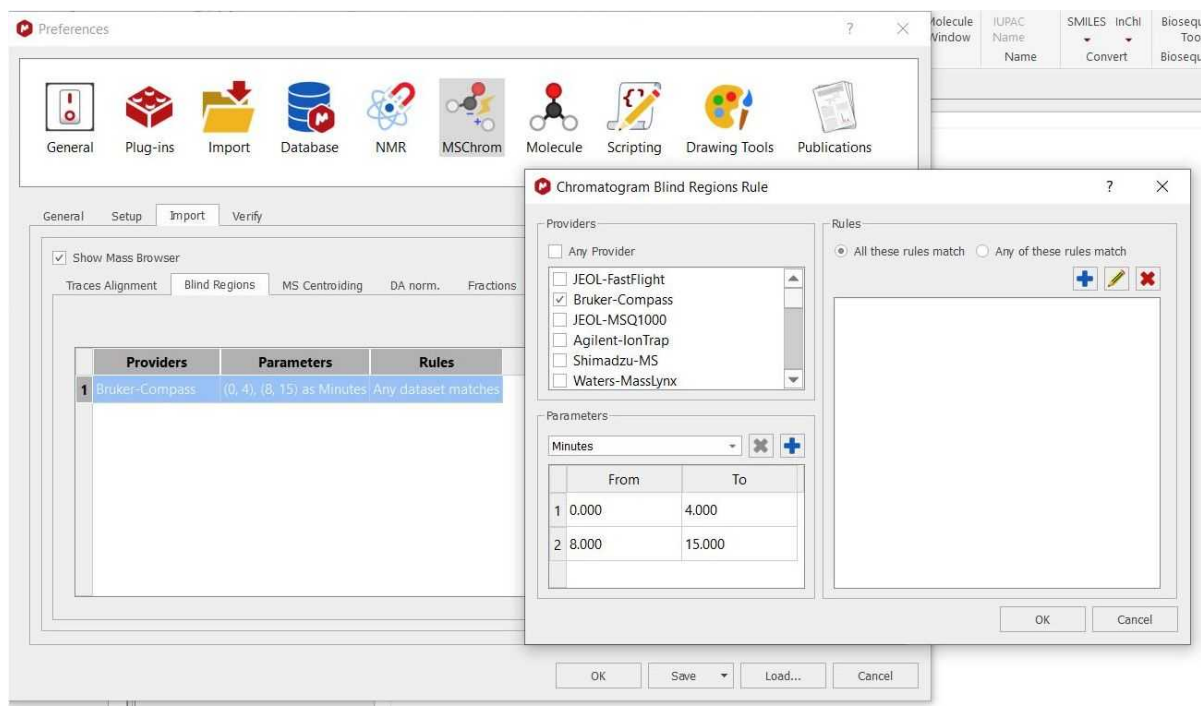 Preferences
?
Molecule Window
IUPAC Name
SMILES InChI
Name
Convert
General
Plug-ins
Import
Database
NMR
MSChrom
Molecule
Scripting
Drawing Tools
Publications
General Setup Import Verify
Show Mass Browser
Traces Alignment Blind Regions MS Centroiding DA norm. Fractions
Providers Parameters Rules
1 Bruker-Compass (0, 4), (8, 15) as Minutes Any dataset matches
OK Save Load... Cancel
Chromatogram Blind Regions Rule
?
Providers
Any Provider
JEOL-FastFlight
Bruker-Compass
JEOL-MSQ1000
Agilent-IonTrap
Shimadzu-MS
Waters-MassLynx
Parameters
Minutes
From To
1 0.000 4.000
2 8.000 15.000
Rules
All these rules match Any of these rules match
OK Cancel